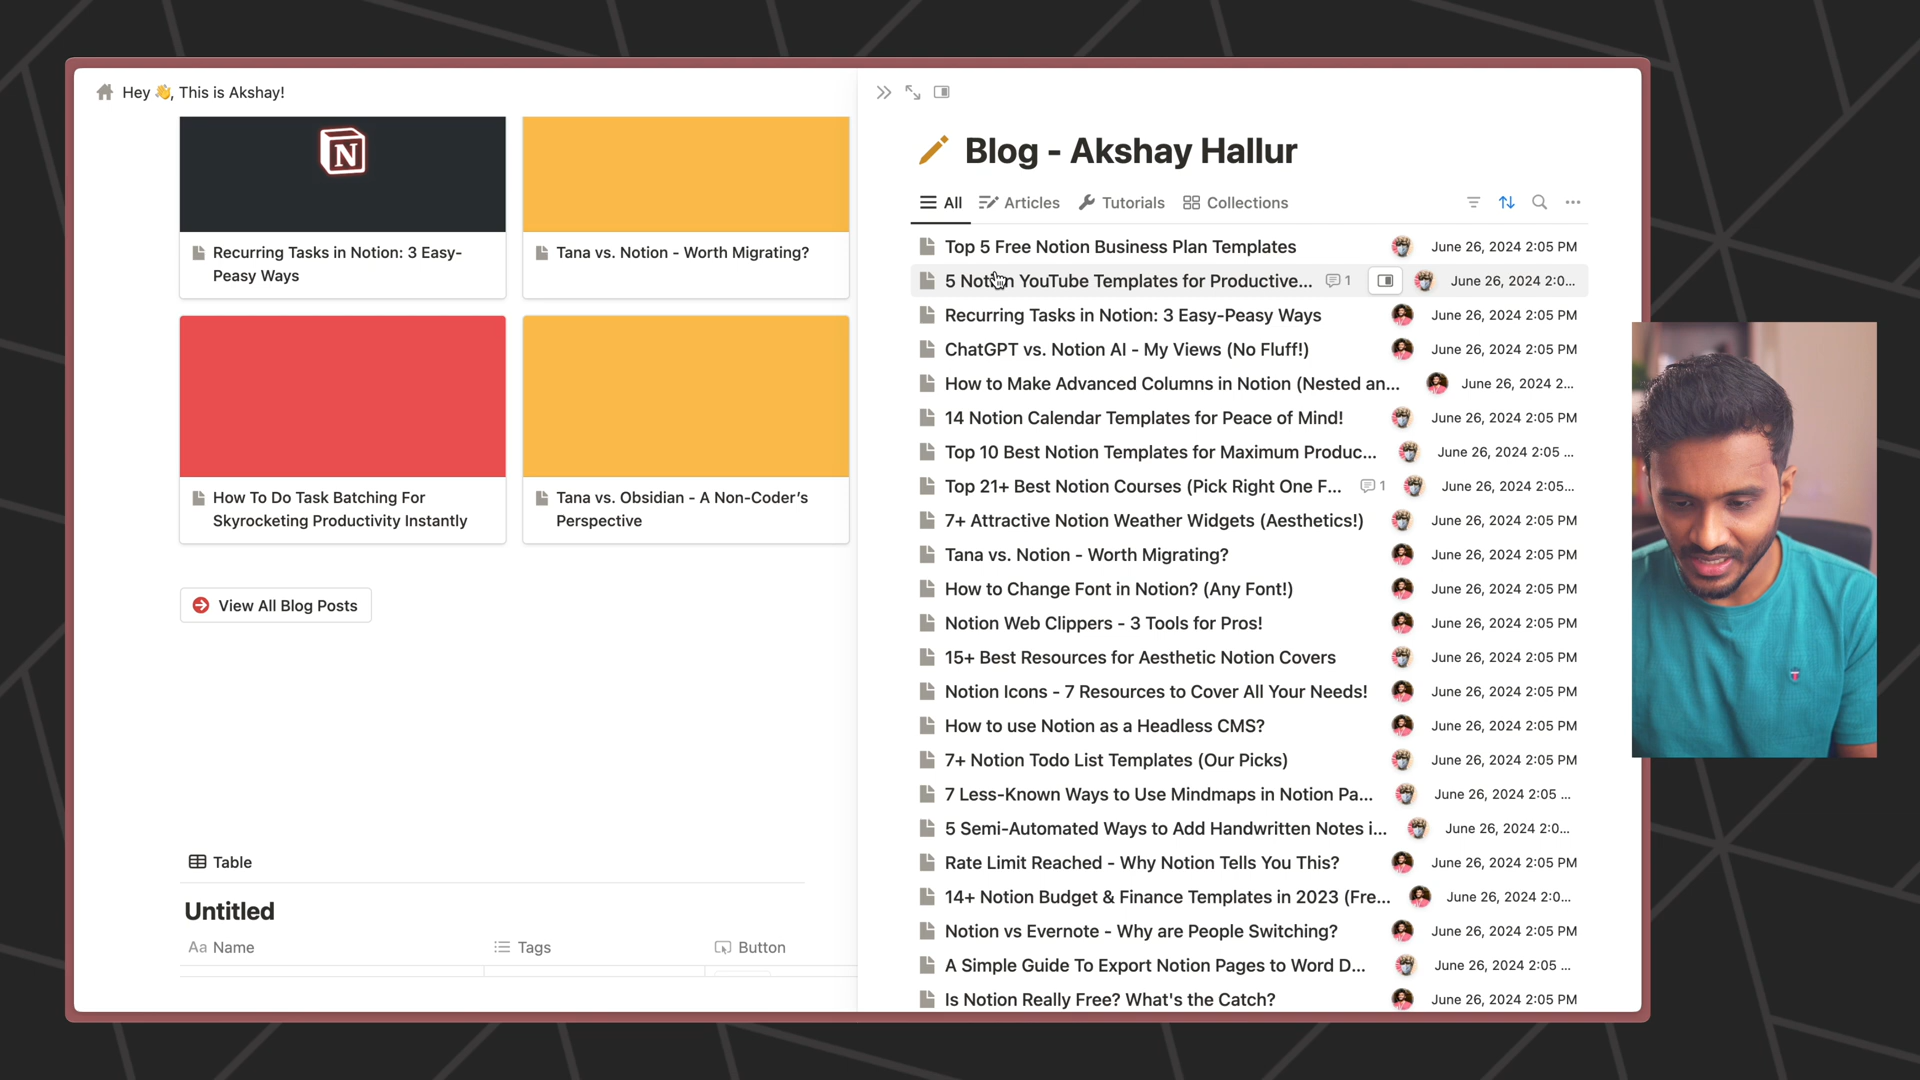 Hey 👋, This is Akshay!
N
Recurring Tasks in Notion: 3 Easy-
Peasy Ways
Tana vs. Notion - Worth Migrating?
How To Do Task Batching For
Skyrocketing Productivity Instantly
Tana vs. Obsidian - A Non-Coder's
Perspective
View All Blog Posts
Table
Untitled
Aa Name
Tags
Button
Blog - Akshay Hallur
All
Articles
Tutorials
Collections
Top 5 Free Notion Business Plan Templates June 26, 2024 2:05 PM
5 Notion YouTube Templates for Productive... 1 June 26, 2024 2:0...
Recurring Tasks in Notion: 3 Easy-Peasy Ways June 26, 2024 2:05 PM
ChatGPT vs. Notion AI - My Views (No Fluff!) June 26, 2024 2:05 PM
How to Make Advanced Columns in Notion (Nested an... June 26, 2024 2...
14 Notion Calendar Templates for Peace of Mind! June 26, 2024 2:05 PM
Top 10 Best Notion Templates for Maximum Produc... June 26, 2024 2:05 ...
Top 21+ Best Notion Courses (Pick Right One F... 1 June 26, 2024 2:05...
7+ Attractive Notion Weather Widgets (Aesthetics!) June 26, 2024 2:05 PM
Tana vs. Notion - Worth Migrating? June 26, 2024 2:05 PM
How to Change Font in Notion? (Any Font!) June 26, 2024 2:05 PM
Notion Web Clippers - 3 Tools for Pros! June 26, 2024 2:05 PM
15+ Best Resources for Aesthetic Notion Covers June 26, 2024 2:05 PM
Notion Icons - 7 Resources to Cover All Your Needs! June 26, 2024 2:05 PM
How to use Notion as a Headless CMS? June 26, 2024 2:05 PM
7+ Notion Todo List Templates (Our Picks) June 26, 2024 2:05 PM
7 Less-Known Ways to Use Mindmaps in Notion Pa... June 26, 2024 2:05 ...
5 Semi-Automated Ways to Add Handwritten Notes i... June 26, 2024 2:0...
Rate Limit Reached - Why Notion Tells You This? June 26, 2024 2:05 PM
14+ Notion Budget & Finance Templates in 2023 (Fre... June 26, 2024 2:0...
Notion vs Evernote - Why are People Switching? June 26, 2024 2:05 PM
A Simple Guide To Export Notion Pages to Word D... June 26, 2024 2:05 ...
Is Notion Really Free? What's the Catch? June 26, 2024 2:05 PM